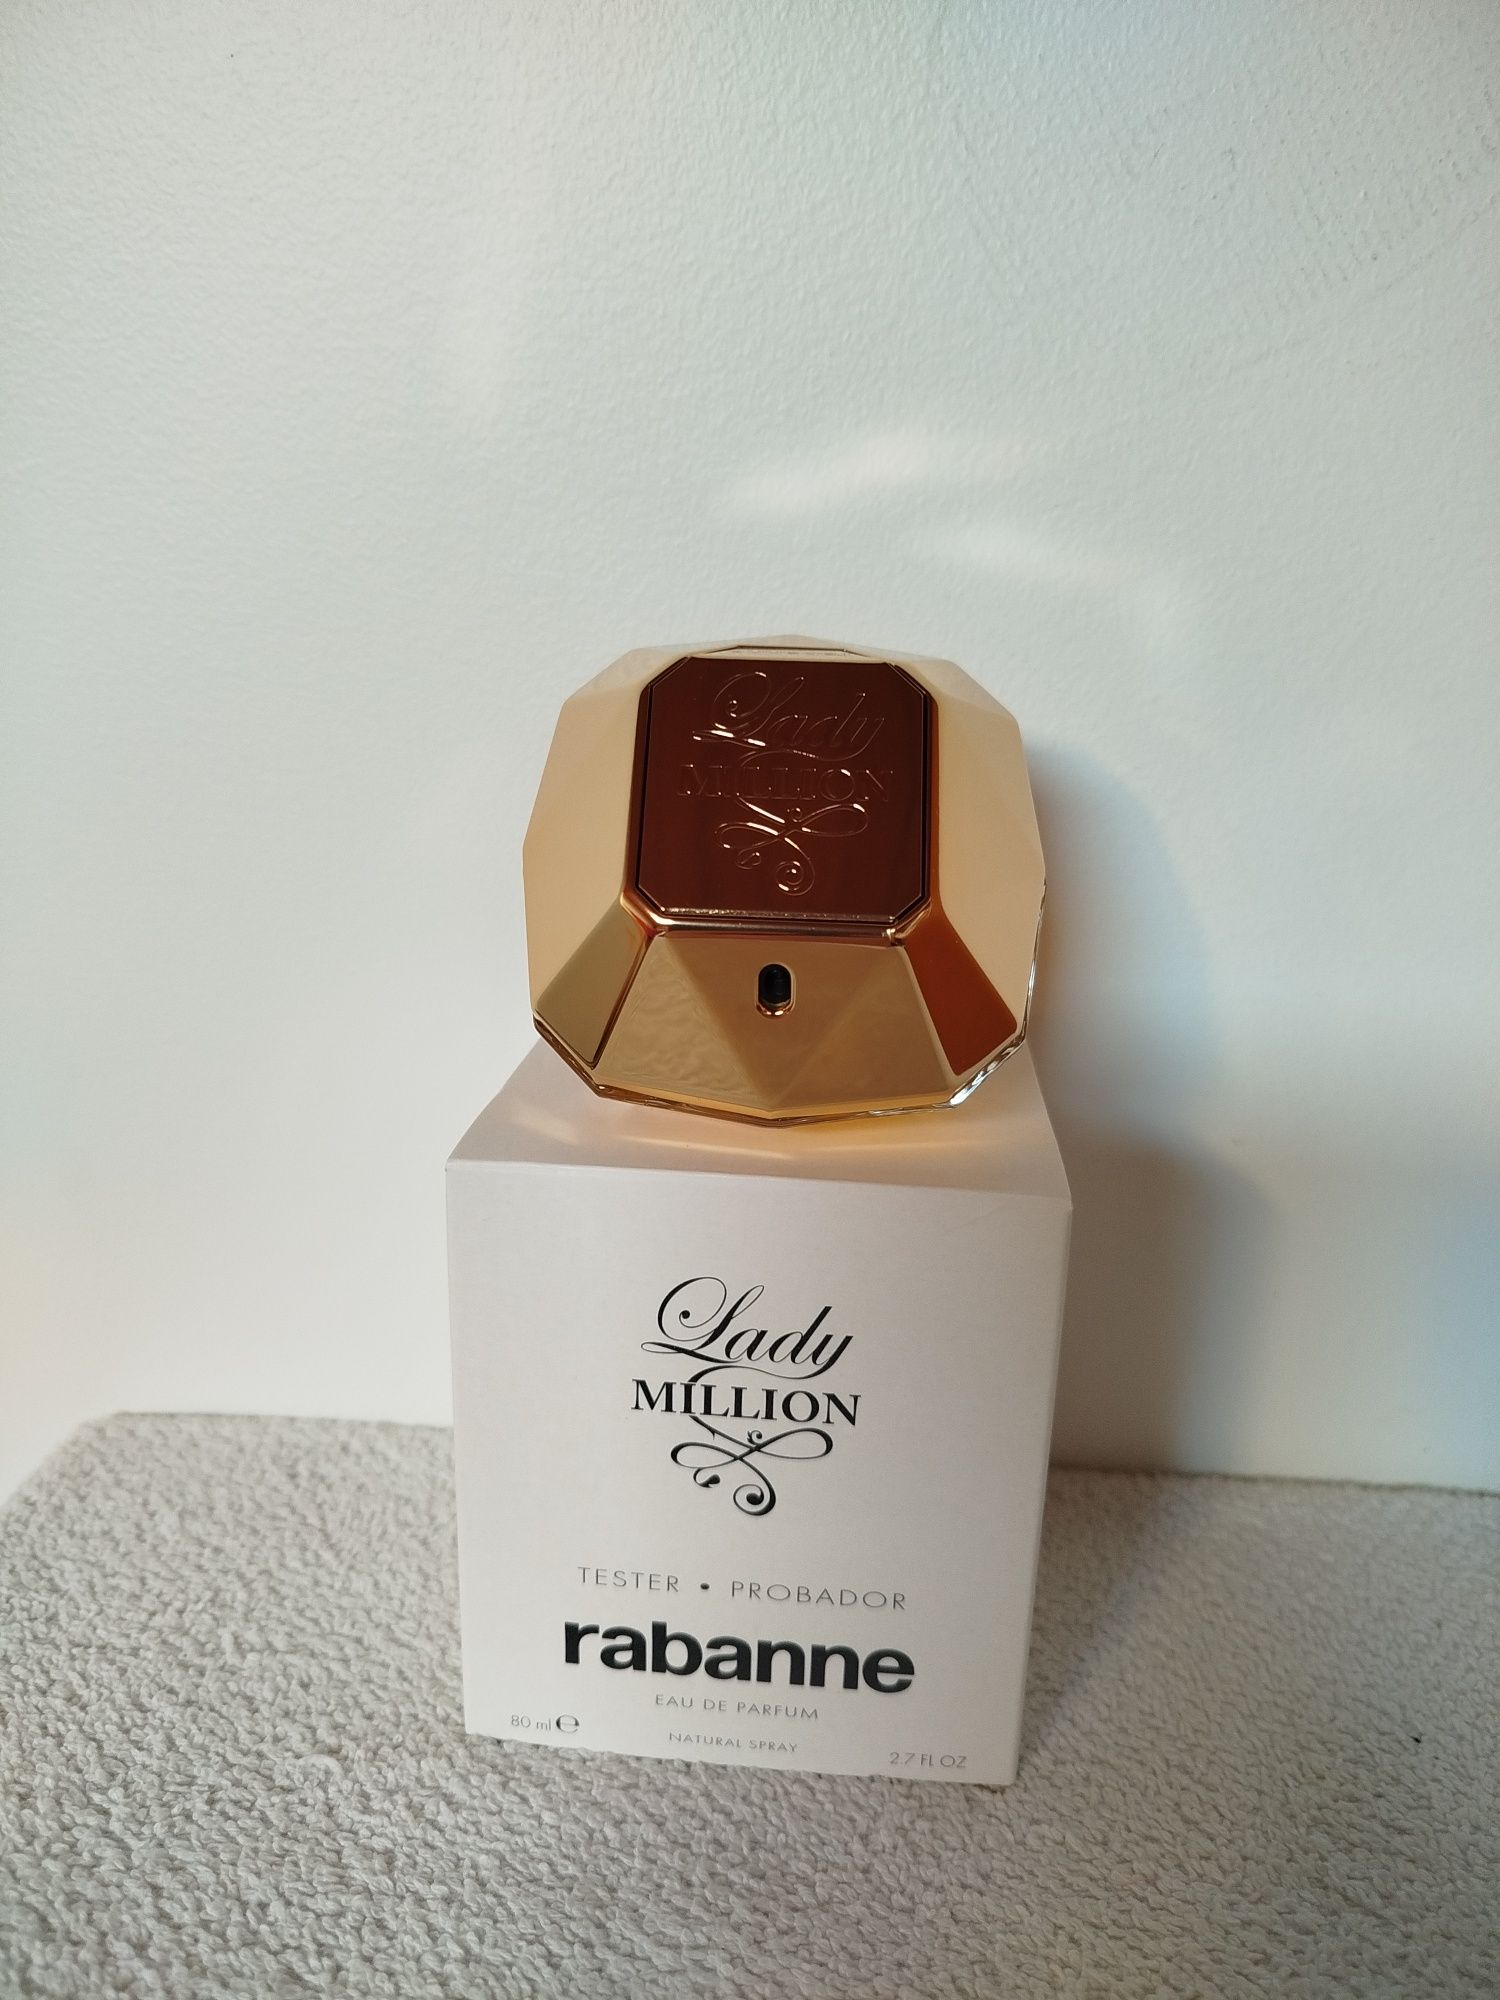 Lady
MILLION
Lady
MILLION
TESTER • PROBADOR
rabanne
EAU DE PARFUM
80 ml ℮
NATURAL SPRAY
2.7 FL OZ